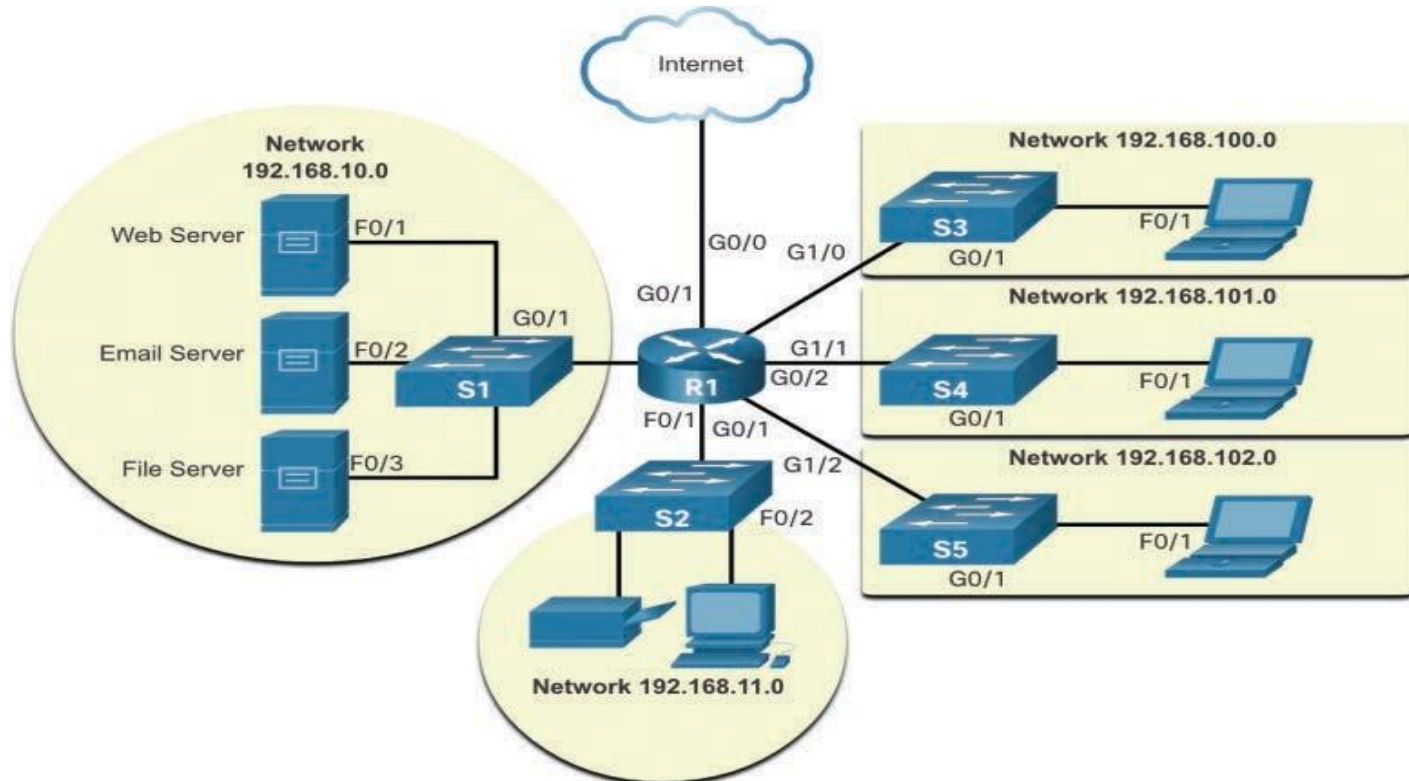 Internet
Network
192.168.10.0
Web Server
F0/1
Email Server
F0/2
File Server
F0/3
G0/1
S1
G0/0
G0/1
G1/0
R1
G1/1
G0/2
F0/1
G0/1
G1/2
S2
F0/2
Network 192.168.11.0
Network 192.168.100.0
S3
G0/1
F0/1
Network 192.168.101.0
S4
G0/1
F0/1
Network 192.168.102.0
S5
G0/1
F0/1